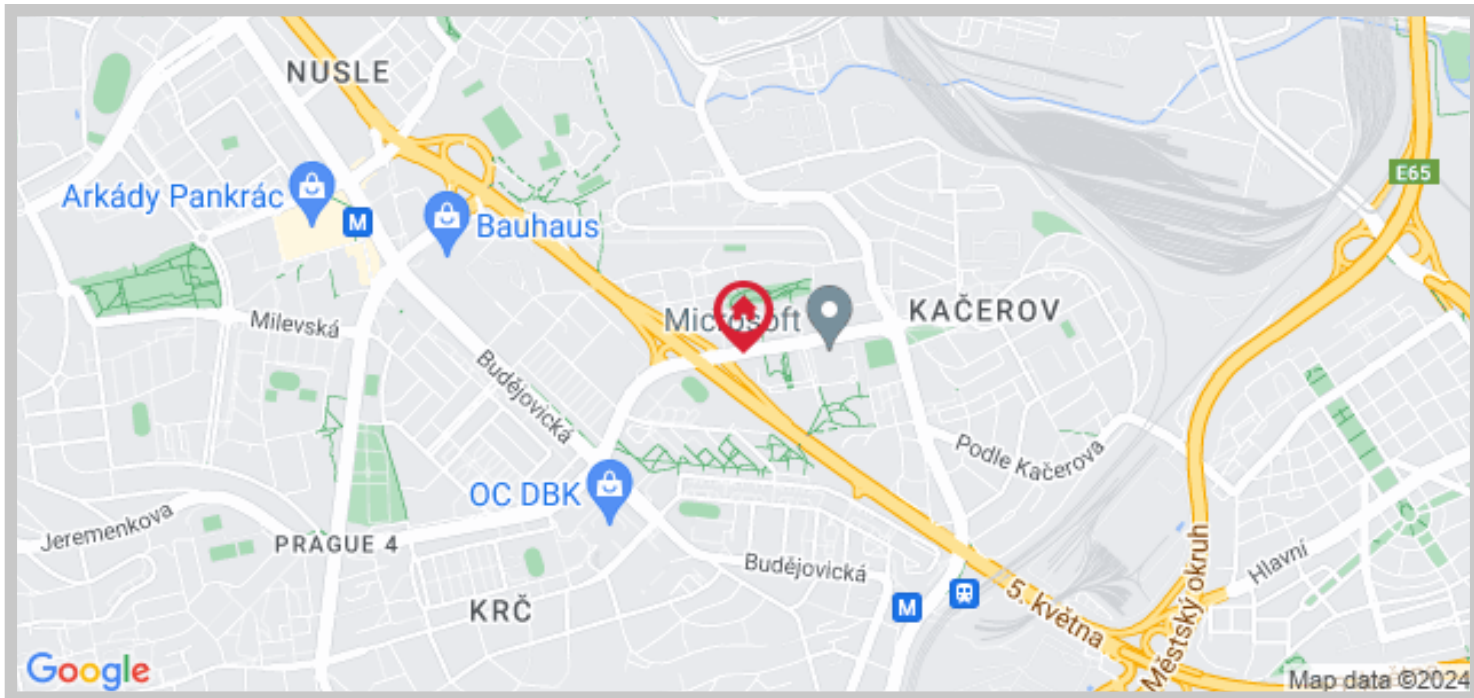 NUSLE
E65
Arkády Pankrác
M
Bauhaus
Milevská
Microsoft
KAČEROV
Budějovická
Podle Kačerova
OC DBK
Jeremenkova
PRAGUE 4
Budějovická
Hlavní
KRČ
M
5. května
Městský okruh
Google
Map data ©2024